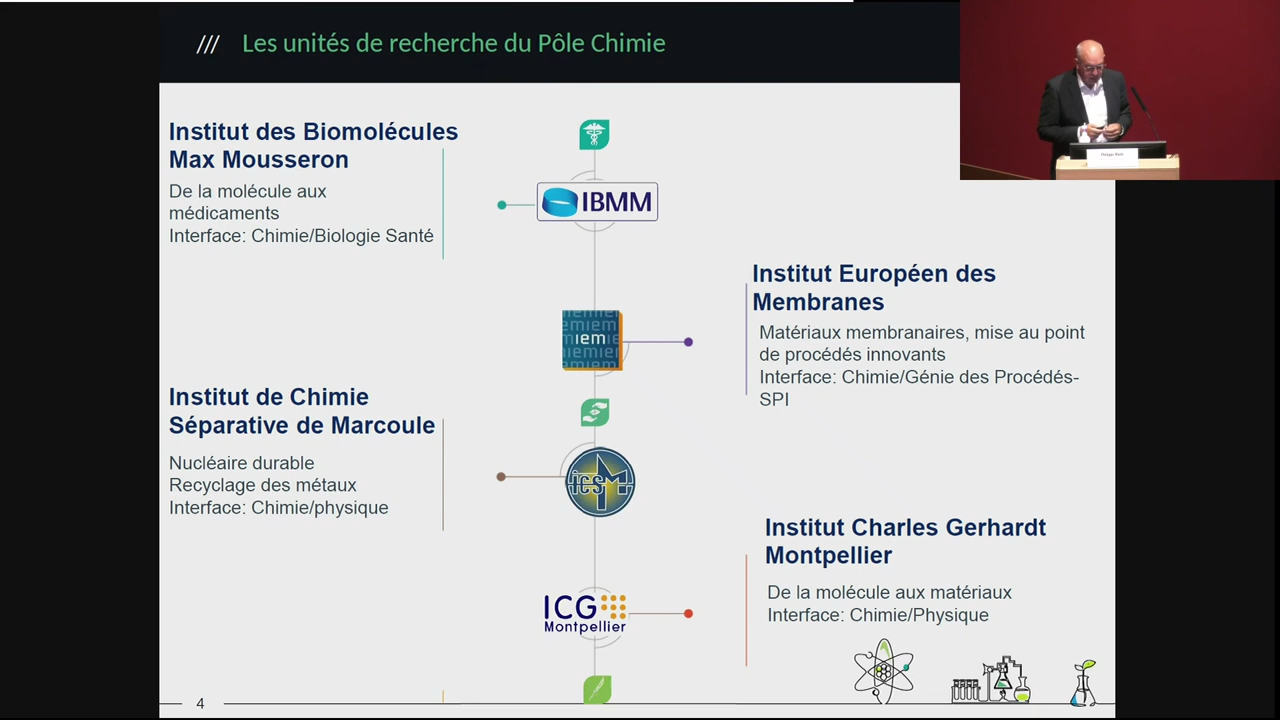 /// Les unités de recherche du Pôle Chimie
Institut des Biomolécules
Max Mousseron
De la molécule aux
médicaments
Interface: Chimie/Biologie Santé
IBMM
Institut Européen des
Membranes
Matériaux membranaires, mise au point
de procédés innovants
Interface: Chimie/Génie des Procédés-
SPI
iem
Institut de Chimie
Séparative de Marcoule
Nucléaire durable
Recyclage des métaux
Interface: Chimie/physique
icsM
Institut Charles Gerhardt
Montpellier
De la molécule aux matériaux
Interface: Chimie/Physique
ICG
Montpellier
4